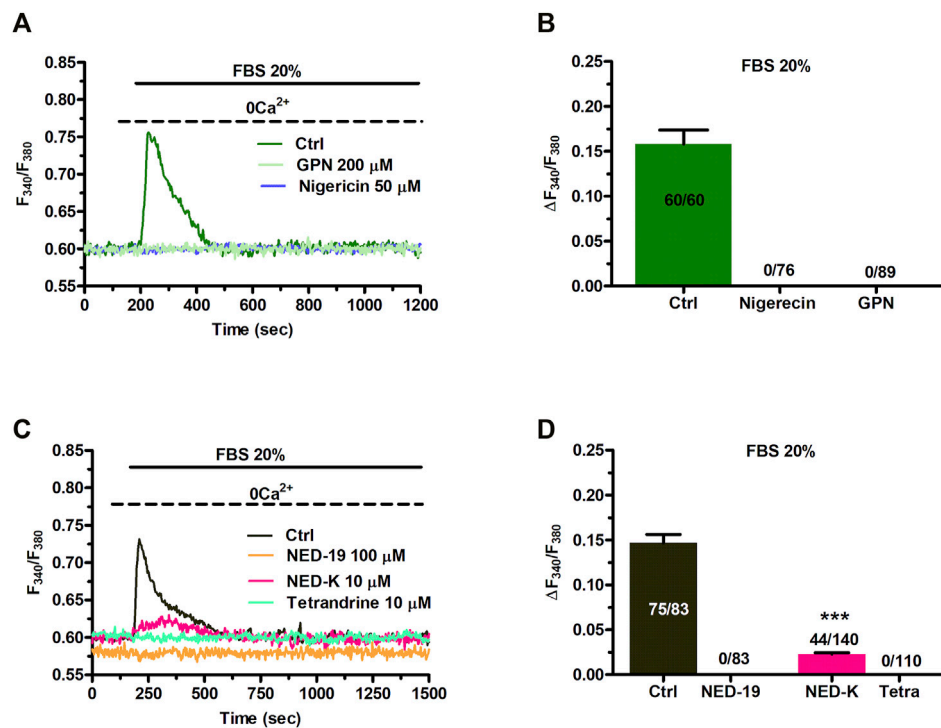 A
FBS 20%
0Ca²⁺
Ctrl
GPN 200 μM
Nigericin 50 μM
F₃₄₀/F₃₈₀
0.85
0.80
0.75
0.70
0.65
0.60
0.55
0 200 400 600 800 1000 1200
Time (sec)
B
FBS 20%
ΔF₃₄₀/F₃₈₀
0.25
0.20
0.15
0.10
0.05
0.00
60/60
0/76
0/89
Ctrl Nigerecin GPN
C
FBS 20%
0Ca²⁺
Ctrl
NED-19 100 μM
NED-K 10 μM
Tetrandrine 10 μM
F₃₄₀/F₃₈₀
0.85
0.80
0.75
0.70
0.65
0.60
0.55
0 250 500 750 1000 1250 1500
Time (sec)
D
FBS 20%
ΔF₃₄₀/F₃₈₀
0.25
0.20
0.15
0.10
0.05
0.00
75/83
0/83
***
44/140
0/110
Ctrl NED-19 NED-K Tetra